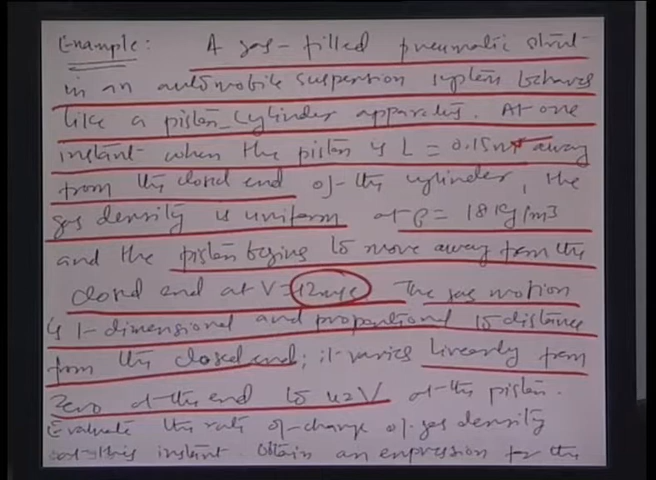 Example: A gas-filled pneumatic strut
in an automobile suspension system behaves
like a piston-cylinder apparatus. At one
instant when the piston is L = 0.15m away
from the closed end of the cylinder, the
gas density is uniform at ρ = 18 kg/m3
and the piston begins to move away from the
closed end at V = 12 m/s The gas motion
is 1-dimensional and proportional to distance
from the closed end; it varies linearly from
zero at the end to u=V at the piston.
Evaluate the rate of change of gas density
at this instant. Obtain an expression for the